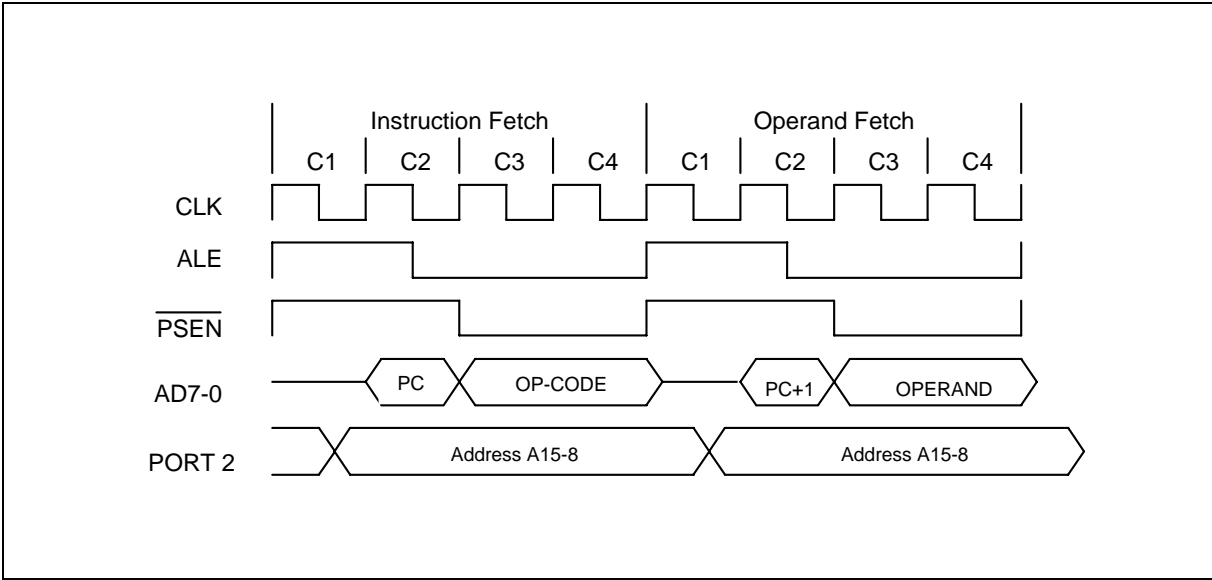 Instruction Fetch Operand Fetch
C1 C2 C3 C4 C1 C2 C3 C4
CLK
ALE
PSEN
AD7-0 PC OP-CODE PC+1 OPERAND
PORT 2 Address A15-8 Address A15-8